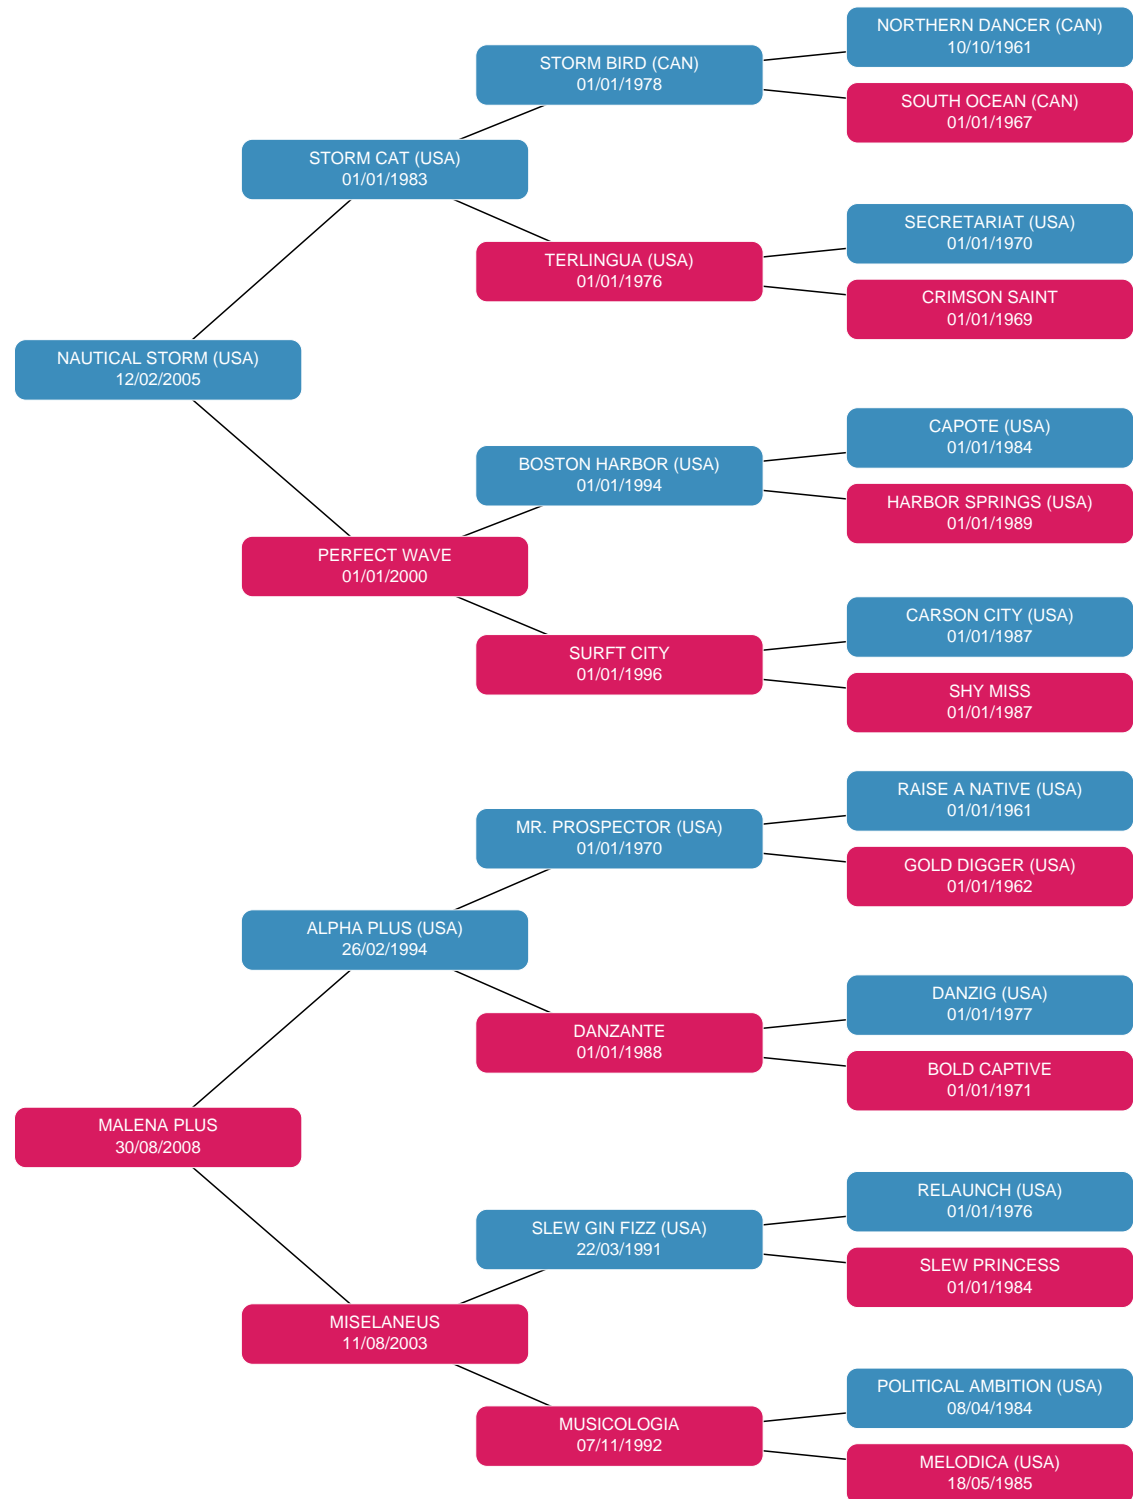 NORTHERN DANCER (CAN)
10/10/1961
STORM BIRD (CAN)
01/01/1978
SOUTH OCEAN (CAN)
01/01/1967
STORM CAT (USA)
01/01/1983
SECRETARIAT (USA)
01/01/1970
TERLINGUA (USA)
01/01/1976
CRIMSON SAINT
01/01/1969
NAUTICAL STORM (USA)
12/02/2005
CAPOTE (USA)
01/01/1984
BOSTON HARBOR (USA)
01/01/1994
HARBOR SPRINGS (USA)
01/01/1989
PERFECT WAVE
01/01/2000
CARSON CITY (USA)
01/01/1987
SURFT CITY
01/01/1996
SHY MISS
01/01/1987
RAISE A NATIVE (USA)
01/01/1961
MR. PROSPECTOR (USA)
01/01/1970
GOLD DIGGER (USA)
01/01/1962
ALPHA PLUS (USA)
26/02/1994
DANZIG (USA)
01/01/1977
DANZANTE
01/01/1988
BOLD CAPTIVE
01/01/1971
MALENA PLUS
30/08/2008
RELAUNCH (USA)
01/01/1976
SLEW GIN FIZZ (USA)
22/03/1991
SLEW PRINCESS
01/01/1984
MISELANEUS
11/08/2003
POLITICAL AMBITION (USA)
08/04/1984
MUSICOLOGIA
07/11/1992
MELODICA (USA)
18/05/1985